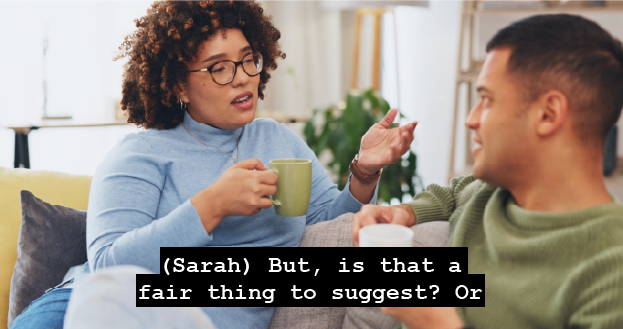 (Sarah) But, is that a
fair thing to suggest? Or